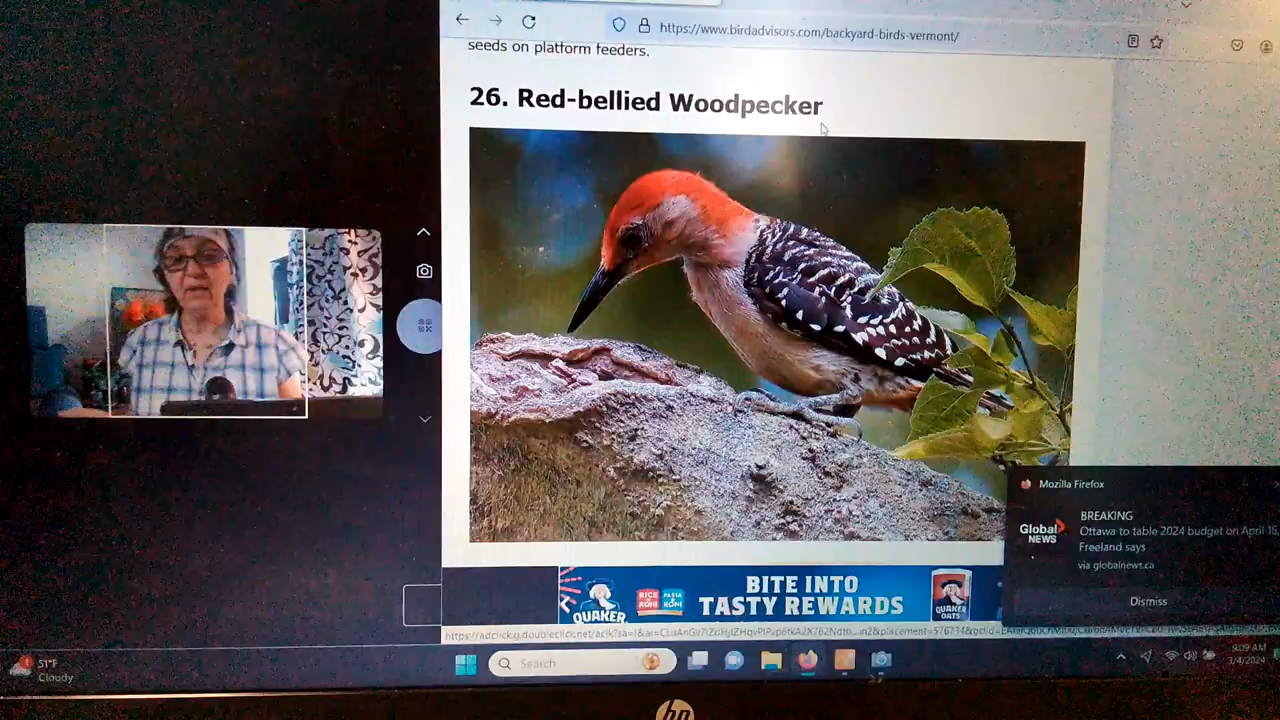 https://www.birdadvisors.com/backyard-birds-vermont/
seeds on platform feeders.
26. Red-bellied Woodpecker
Mozilla Firefox
Global NEWS
BREAKING
Ottawa to table 2024 budget on April
Freeland says
via globalnews.ca
Dismiss
QUAKER
RICE A RONI
PASTA RONI
BITE INTO
TASTY REWARDS
QUAKER
OATS
51°F
Cloudy
Search
9:09 AM
3/4/2024
hp